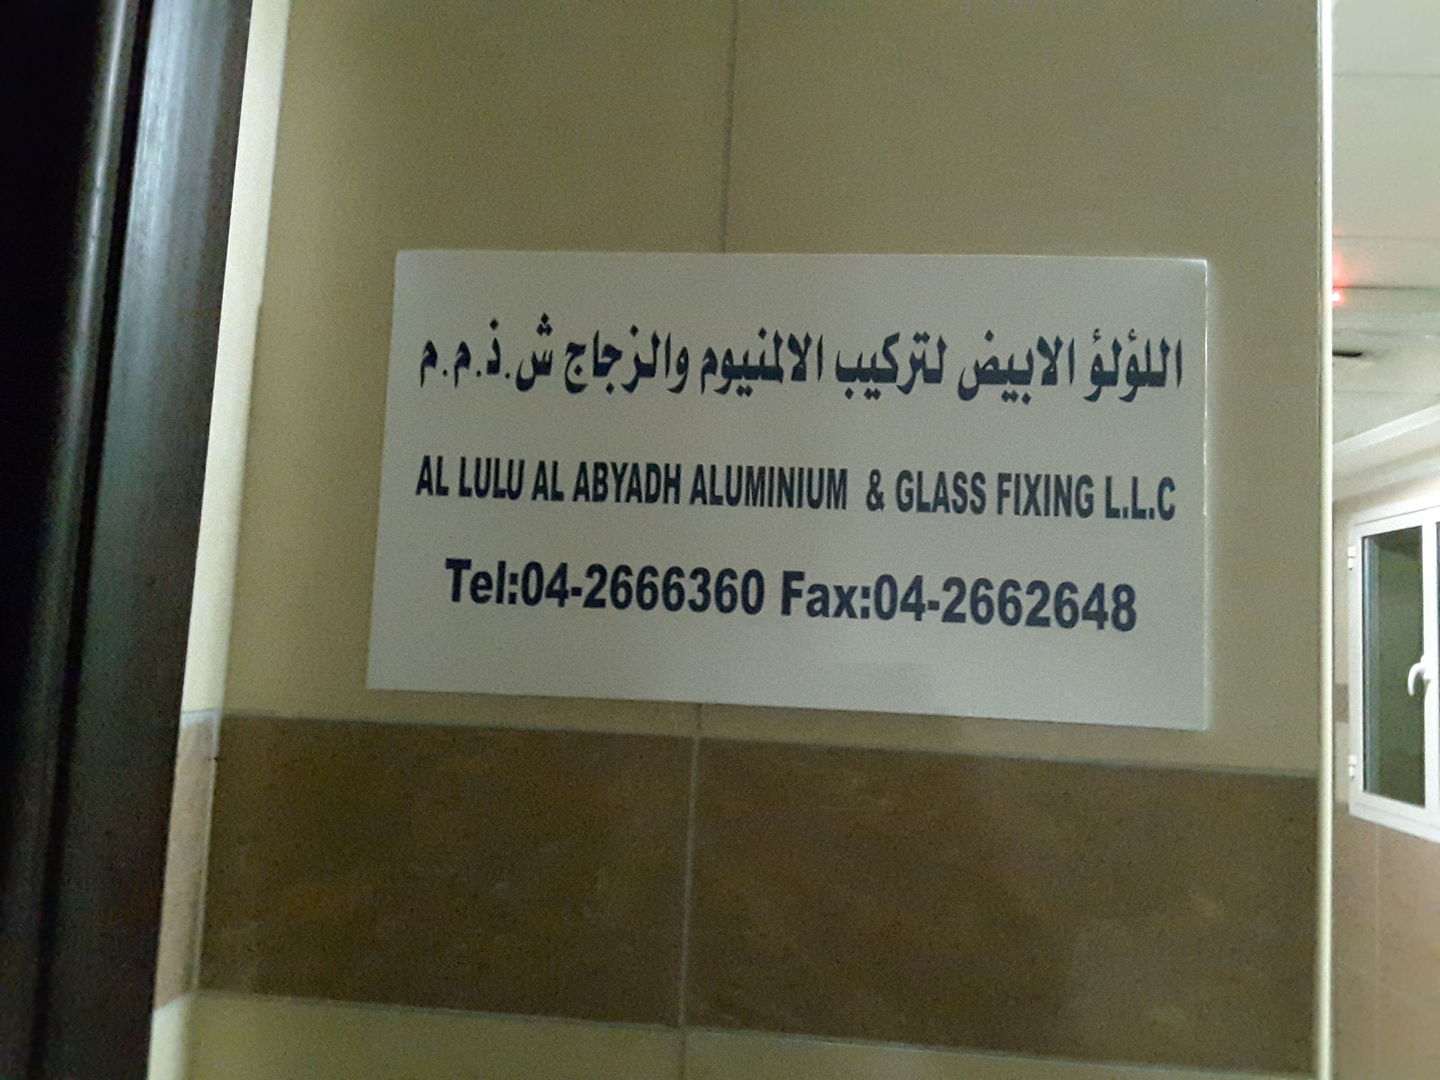 اللؤلؤ الابيض لتركيب الالمنيوم والزجاج ش.ذ.م.م
AL LULU AL ABYADH ALUMINIUM & GLASS FIXING L.L.C
Tel:04-2666360 Fax:04-2662648